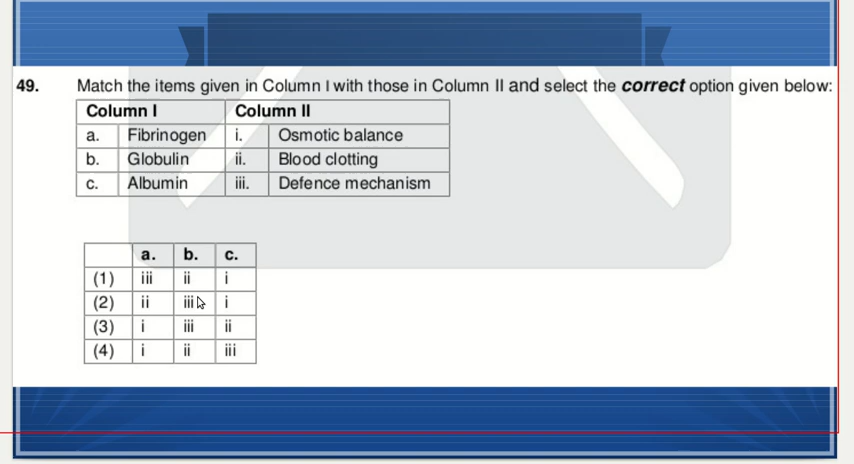 49. Match the items given in Column I with those in Column II and select the correct option given below:
Column I Column II
a. Fibrinogen i. Osmotic balance
b. Globulin ii. Blood clotting
c. Albumin iii. Defence mechanism
a. b. c.
(1) iii ii i
(2) ii iii i
(3) i iii ii
(4) i ii iii